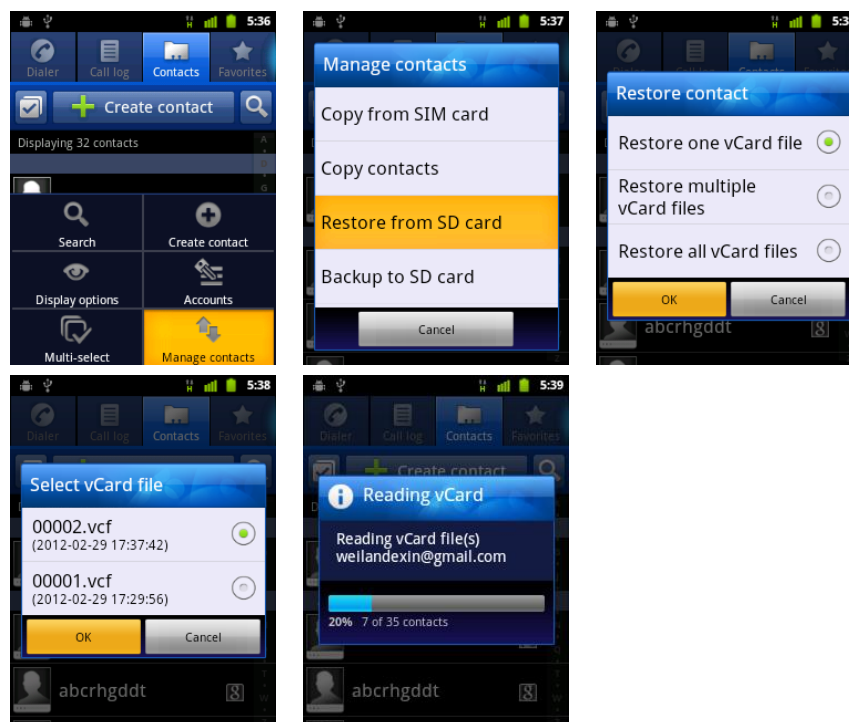 5:36
Dialer
Call log
Contacts
Favorites
Create contact
Displaying 32 contacts
A
D
G
Search
Create contact
Display options
Accounts
Multi-select
Manage contacts
5:37
Manage contacts
Copy from SIM card
Copy contacts
Restore from SD card
Backup to SD card
Cancel
5:3
Restore contact
Restore one vCard file
Restore multiple
vCard files
Restore all vCard files
OK
Cancel
abcrhgddt
5:38
Dialer
Call log
Contacts
Favorites
Select vCard file
00002.vcf
(2012-02-29 17:37:42)
00001.vcf
(2012-02-29 17:29:56)
OK
Cancel
abcrhgddt
5:39
Dialer
Call log
Contacts
Favorites
Create contact
Reading vCard
Reading vCard file(s)
weilandexin@gmail.com
20% 7 of 35 contacts
abcrhgddt